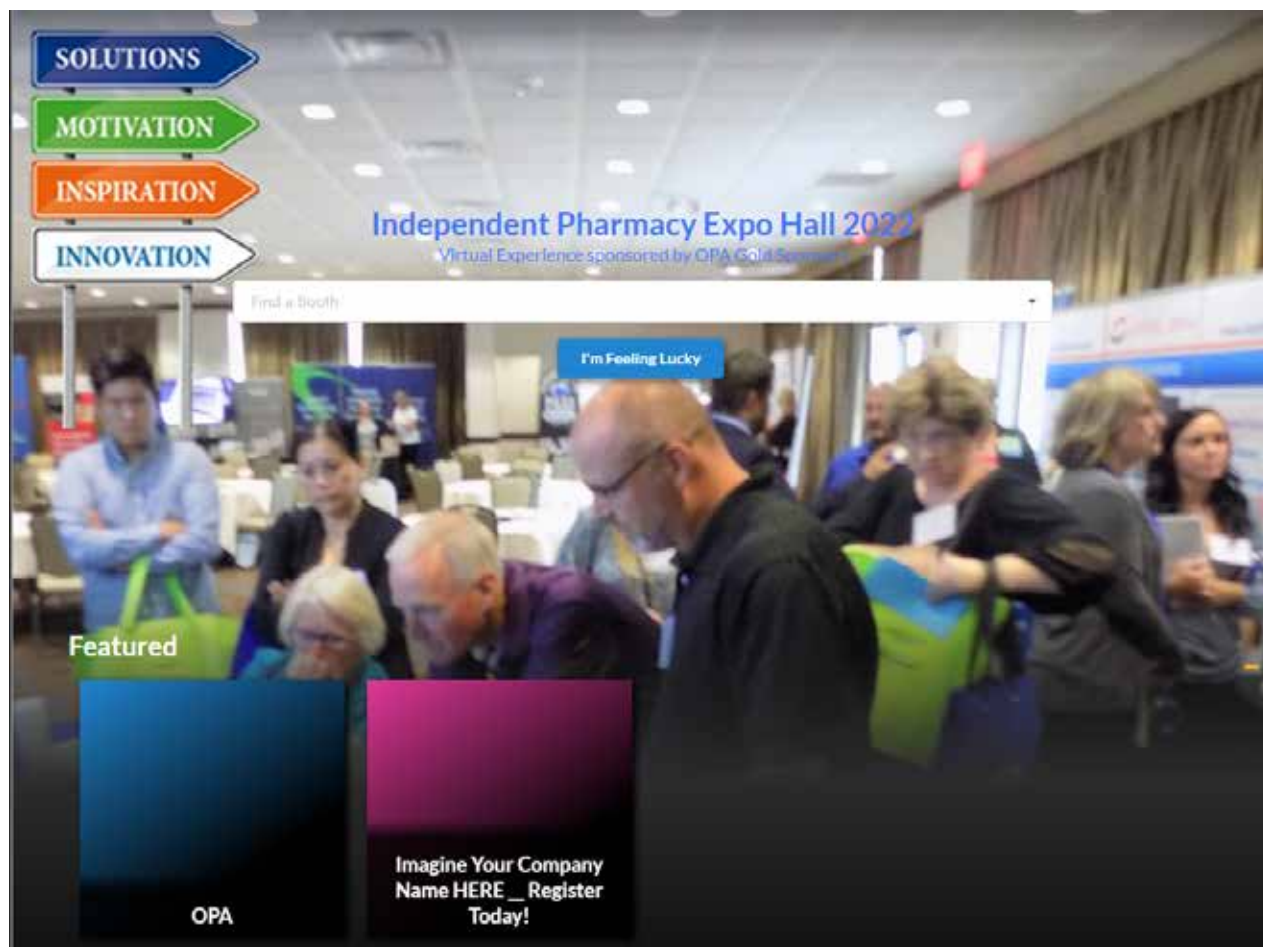 SOLUTIONS
MOTIVATION
INSPIRATION
INNOVATION
Independent Pharmacy Expo Hall 2022
Virtual Experience sponsored by OPA Gold Sponsors
Find a Booth
I'm Feeling Lucky
Featured
OPA
Imagine Your Company
Name HERE __ Register
Today!